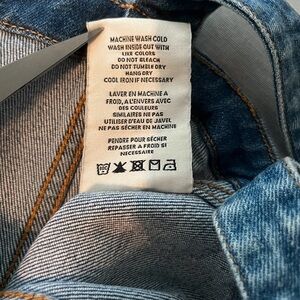 MACHINE WASH COLD
WASH INSIDE OUT WITH
LIKE COLORS
DO NOT BLEACH
DO NOT TUMBLE DRY
HANG DRY
COOL IRON IF NECESSARY
LAVER EN MACHINE A
FROID, A L'ENVERS AVEC
DES COULEURS
SIMILAIRES NE PAS
UTILISER D'EAU DE JAVEL
NE PAS SÉCHER EN MACHINE
PENDRE POUR SÉCHER
REPASSER A FROID SI
NECESSAIRE